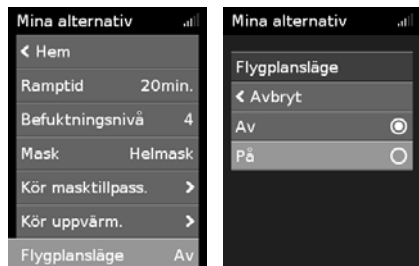 Mina alternativ
< Hem
Ramptid 20min.
Befuktningsnivå 4
Mask Helmask
Kör masktillpass. >
Kör uppvärm. >
Flygplansläge Av
Mina alternativ
Flygplansläge
< Avbryt
Av
På